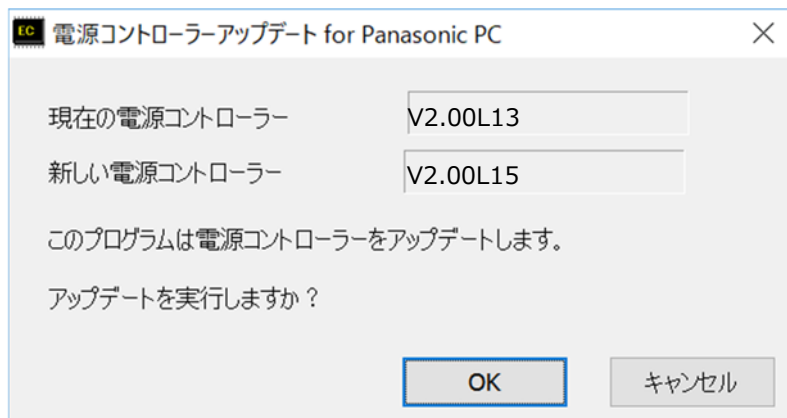 EC 電源コントローラーアップデート for Panasonic PC
現在の電源コントローラー V2.00L13
新しい電源コントローラー V2.00L15
このプログラムは電源コントローラーをアップデートします。
アップデートを実行しますか?
OK キャンセル